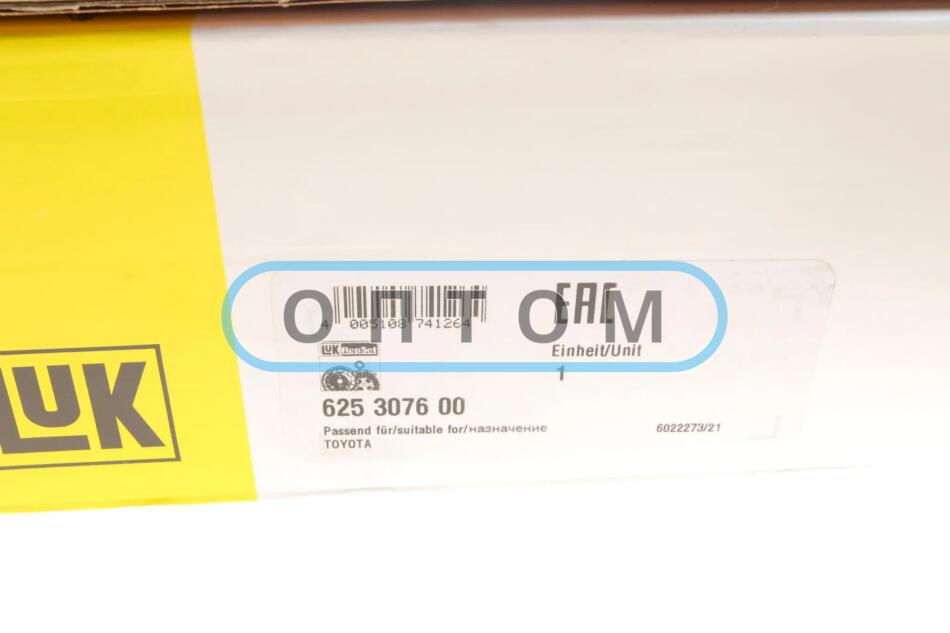 ОПТОМ
4 005108 741264
EAC
LUK RepSet
Einheit/Unit
1
625 3076 00
Passend für/suitable for/назначение
TOYOTA
6022273/21
LUK